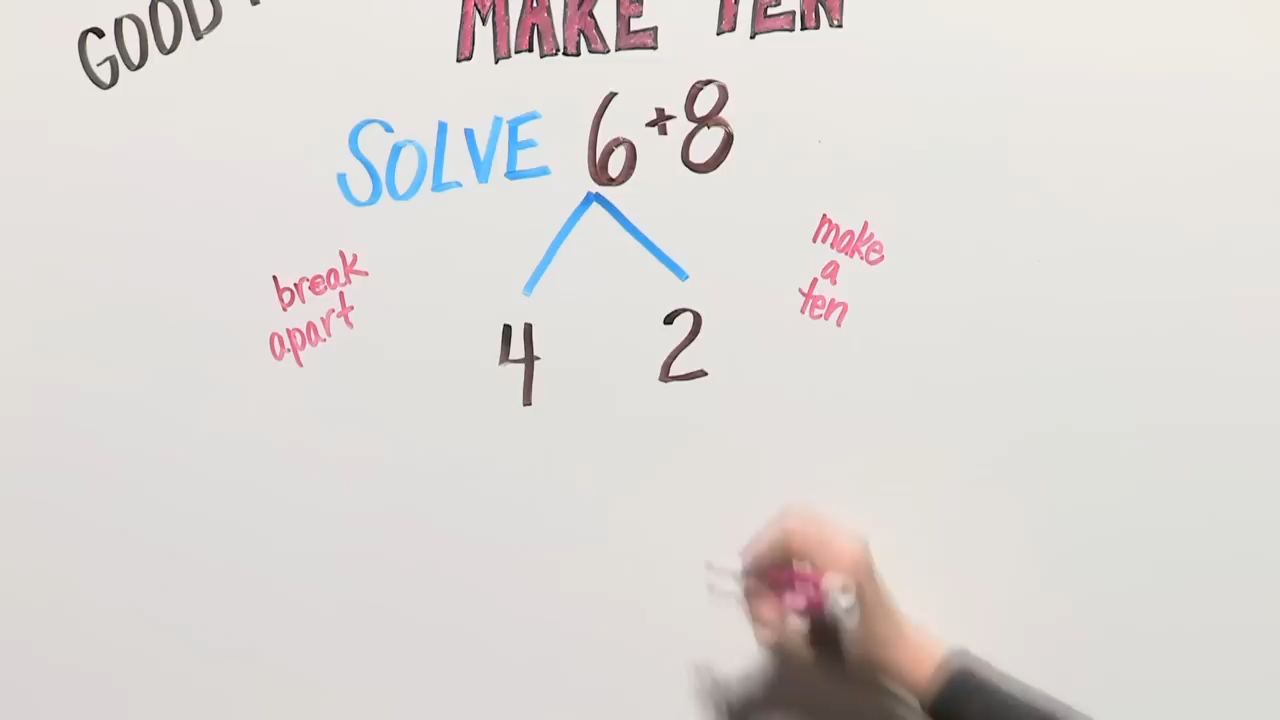 GOOD
MAKE TEN
SOLVE 6+8
break
apart
make
a
ten
4 2